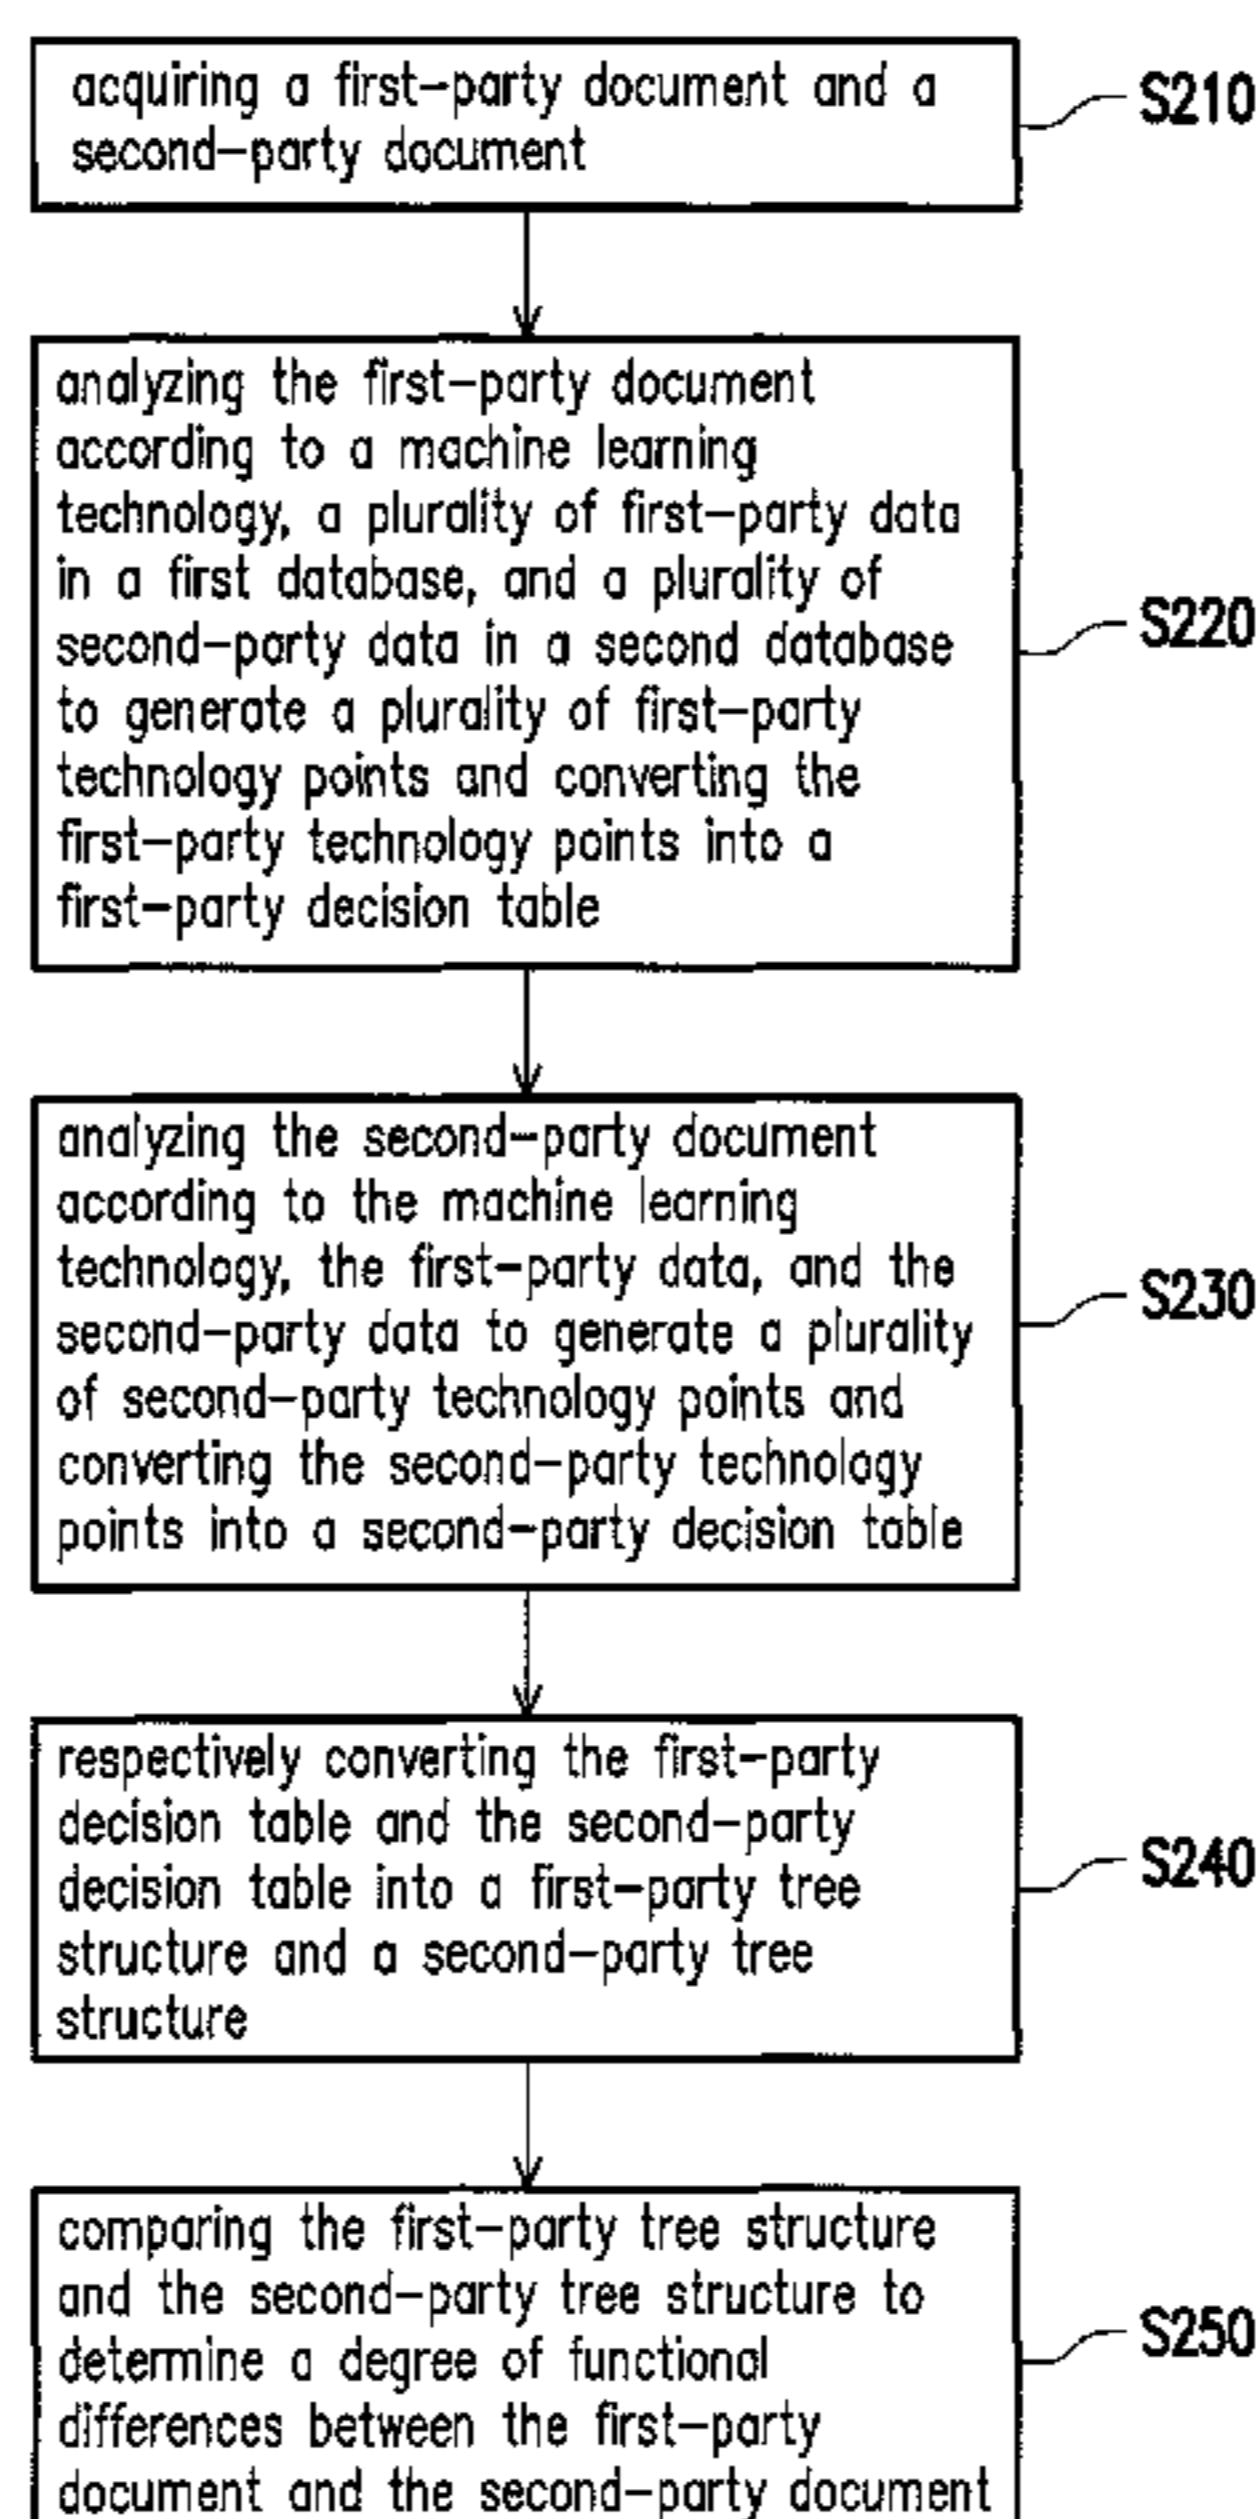 acquiring a first-party document and a
second-party document
S210
analyzing the first-party document
according to a machine learning
technology, a plurality of first-party data
in a first database, and a plurality of
second-party data in a second database
to generate a plurality of first-party
technology points and converting the
first-party technology points into a
first-party decision table
S220
analyzing the second-party document
according to the machine learning
technology, the first-party data, and the
second-party data to generate a plurality
of second-party technology points and
converting the second-party technology
points into a second-party decision table
S230
respectively converting the first-party
decision table and the second-party
decision table into a first-party tree
structure and a second-party tree
structure
S240
comparing the first-party tree structure
and the second-party tree structure to
determine a degree of functional
differences between the first-party
document and the second-party document
S250